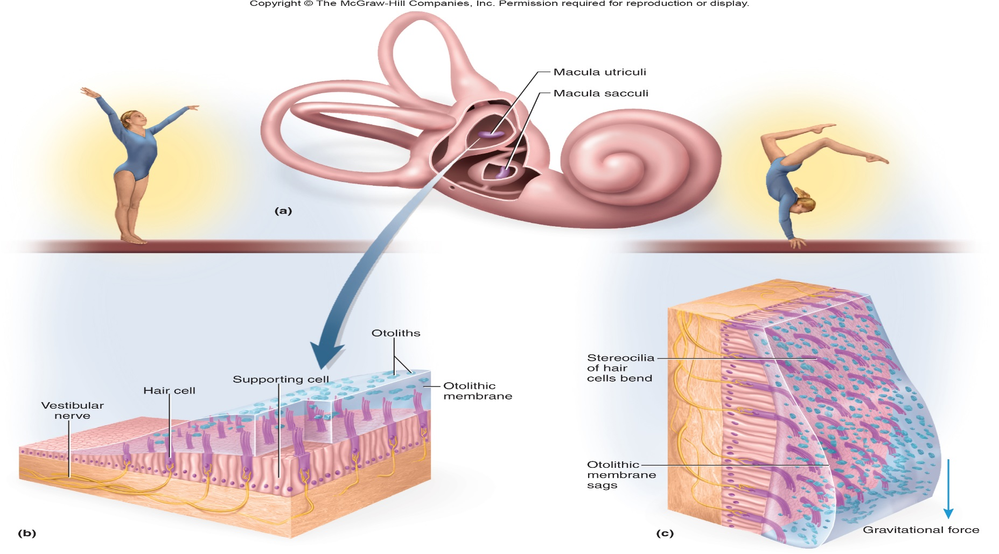 Copyright © The McGraw-Hill Companies, Inc. Permission required for reproduction or display.
Macula utriculi
Macula sacculi
(a)
Otoliths
Supporting cell
Hair cell
Vestibular
nerve
Otolithic
membrane
(b)
Stereocilia
of hair
cells bend
Otolithic
membrane
sags
Gravitational force
(c)